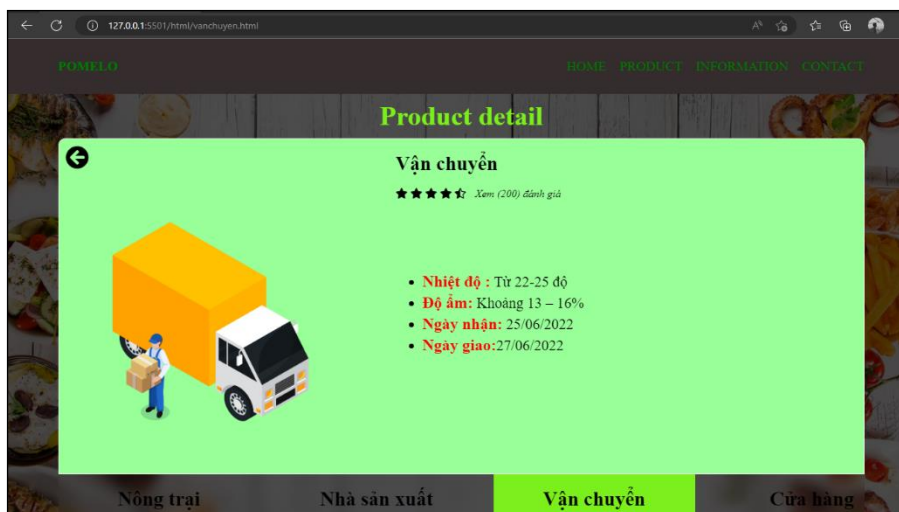 127.0.0.1:5501/html/vanchuyen.html
POMELO HOME PRODUCT INFORMATION CONTACT
Product detail
Vận chuyển
Xem (200) đánh giá
Nhiệt độ : Từ 22-25 độ
Độ ẩm: Khoảng 13 – 16%
Ngày nhận: 25/06/2022
Ngày giao:27/06/2022
Nông trại Nhà sản xuất Vận chuyển Cửa hàng